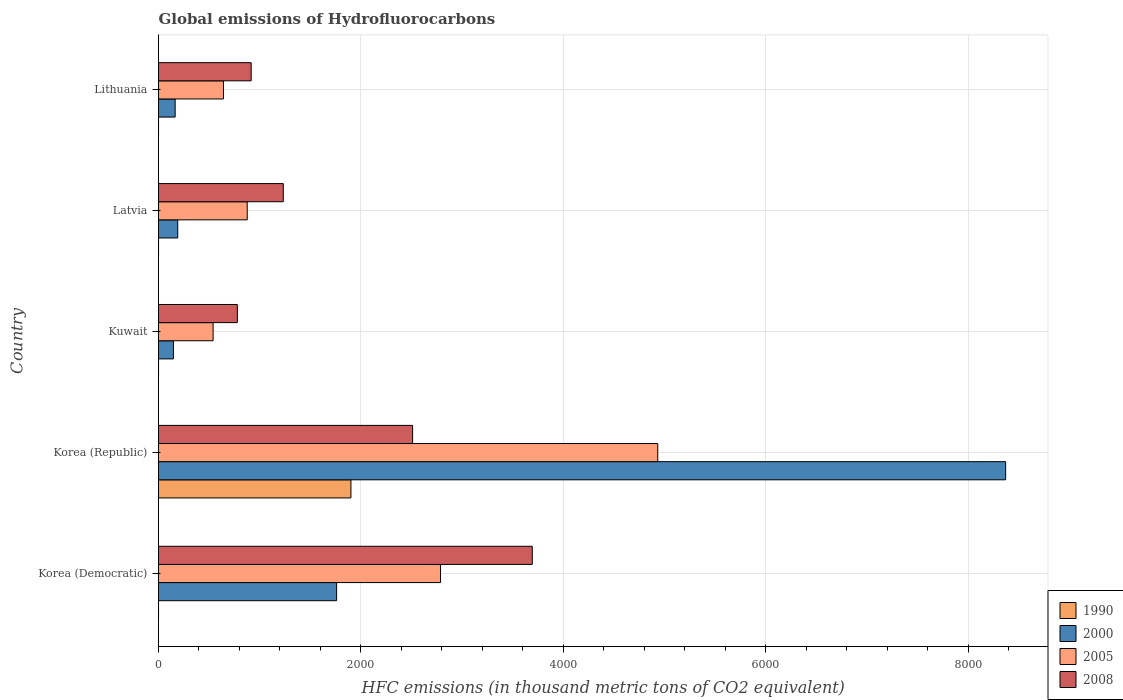 Global emissions of Hydrofluorocarbons
Lithuania
Latvia
Kuwait
Korea (Republic)
Korea (Democratic)
Country
0
2000
4000
6000
8000
HFC emissions (in thousand metric tons of CO2 equivalent)
1990
2000
2005
2008